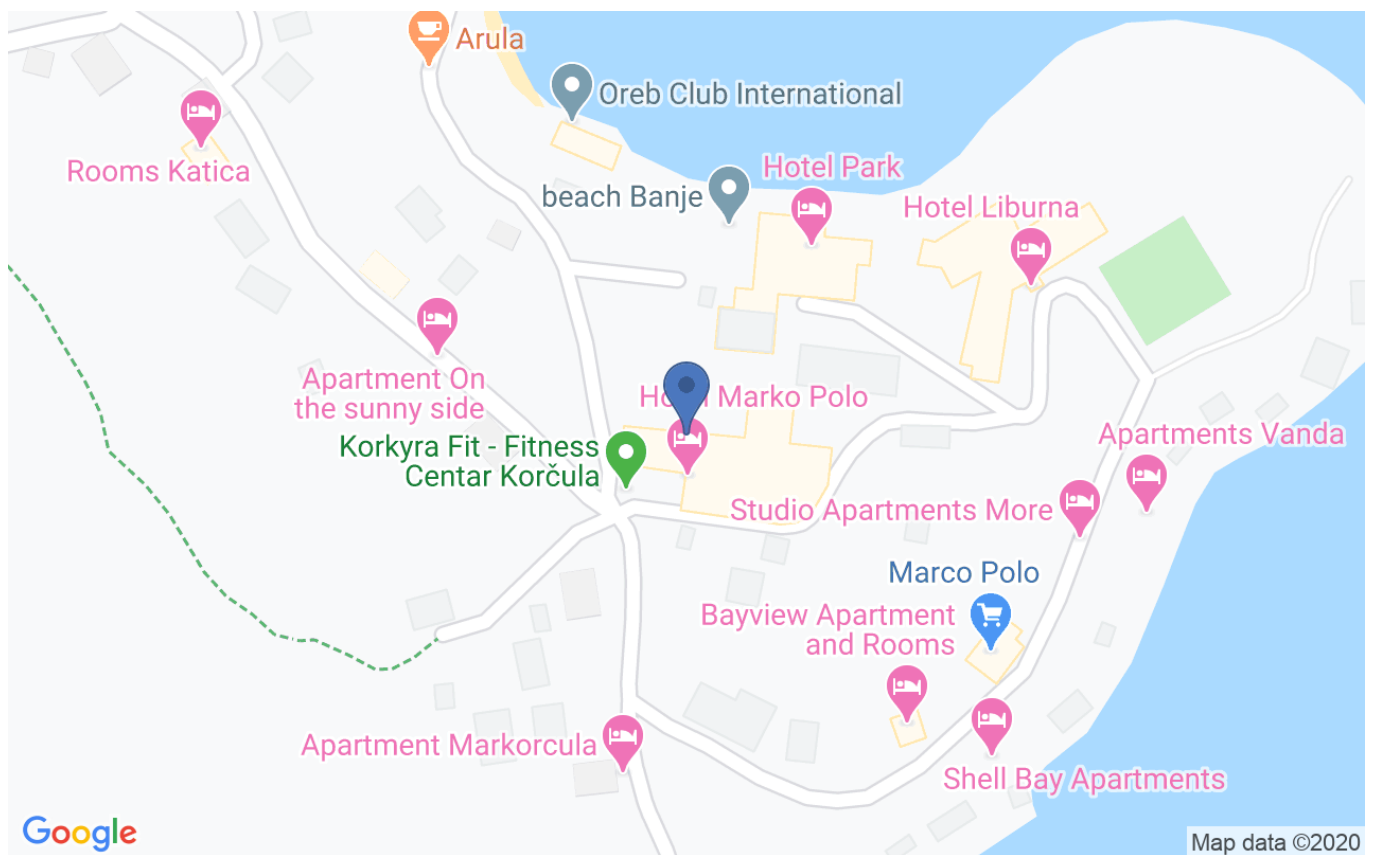 Arula
Oreb Club International
Rooms Katica
Hotel Park
beach Banje
Hotel Liburna
Apartment On
the sunny side
Marko Polo
Korkyra Fit - Fitness
Centar Korčula
Apartments Vanda
Studio Apartments More
Marco Polo
Bayview Apartment
and Rooms
Apartment Markorcula
Shell Bay Apartments
Google
Map data ©2020